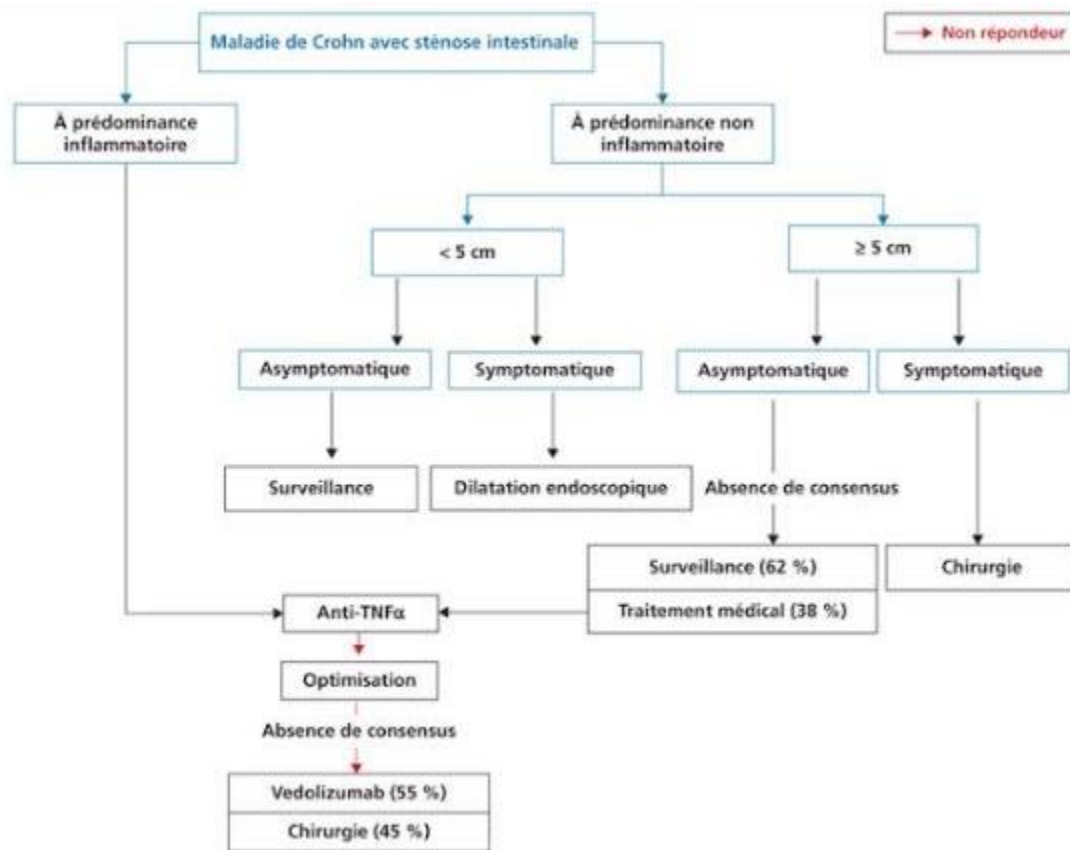 Maladie de Crohn avec sténose intestinale
Non répondeur
À prédominance
inflammatoire
À prédominance non
inflammatoire
< 5 cm
≥ 5 cm
Asymptomatique
Symptomatique
Asymptomatique
Symptomatique
Surveillance
Dilatation endoscopique
Absence de consensus
Surveillance (62 %)
Traitement médical (38 %)
Chirurgie
Anti-TNFα
Optimisation
Absence de consensus
Vedolizumab (55 %)
Chirurgie (45 %)